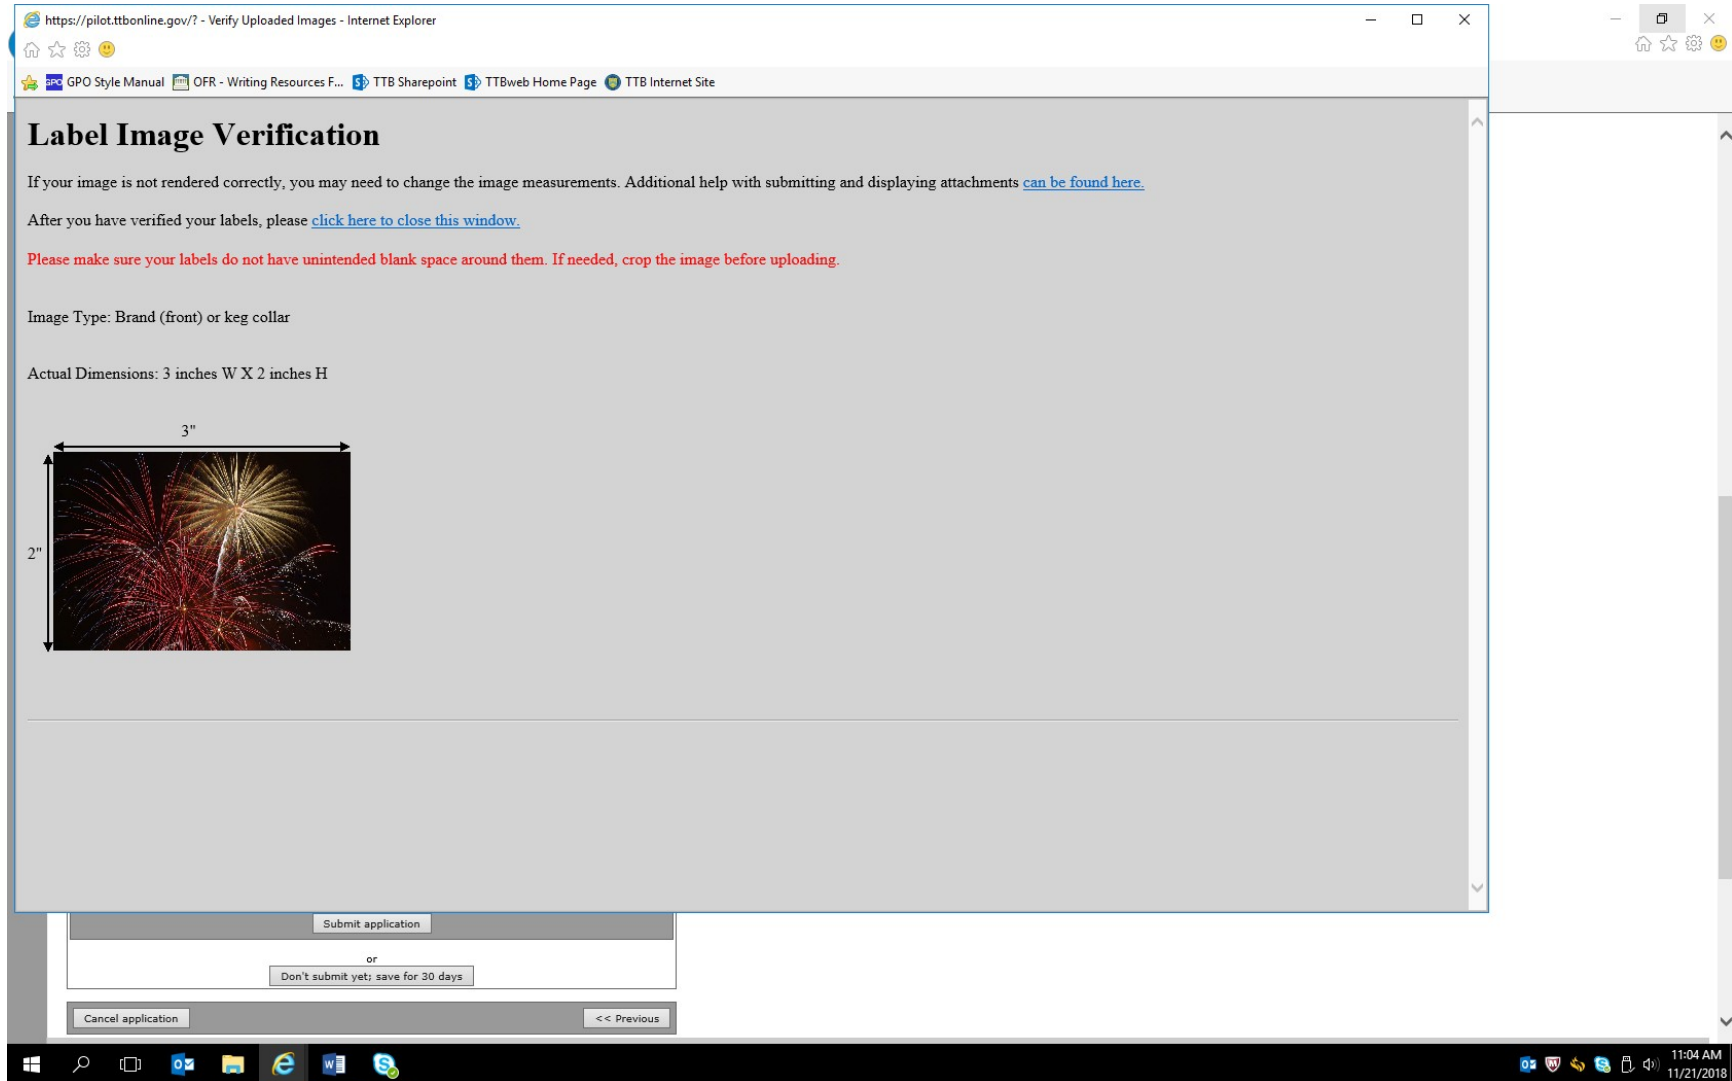 https://pilot.ttbonline.gov/? - Verify Uploaded Images - Internet Explorer
GPO Style Manual OFR - Writing Resources F... TTB Sharepoint TTBweb Home Page TTB Internet Site
Label Image Verification
If your image is not rendered correctly, you may need to change the image measurements. Additional help with submitting and displaying attachments can be found here.
After you have verified your labels, please click here to close this window.
Please make sure your labels do not have unintended blank space around them. If needed, crop the image before uploading.
Image Type: Brand (front) or keg collar
Actual Dimensions: 3 inches W X 2 inches H
3"
2"
Submit application
or
Don't submit yet; save for 30 days
Cancel application << Previous
11:04 AM
11/21/2018